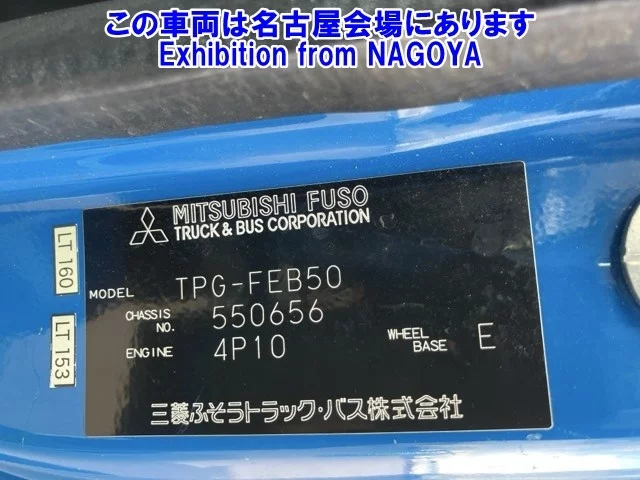 この車両は名古屋会場にあります
Exhibition from NAGOYA
MITSUBISHI FUSO
TRUCK & BUS CORPORATION
LT 160
LT 153
MODEL TPG-FEB50
CHASSIS NO. 550656
ENGINE 4P10 WHEEL BASE E
三菱ふそうトラック・バス株式会社